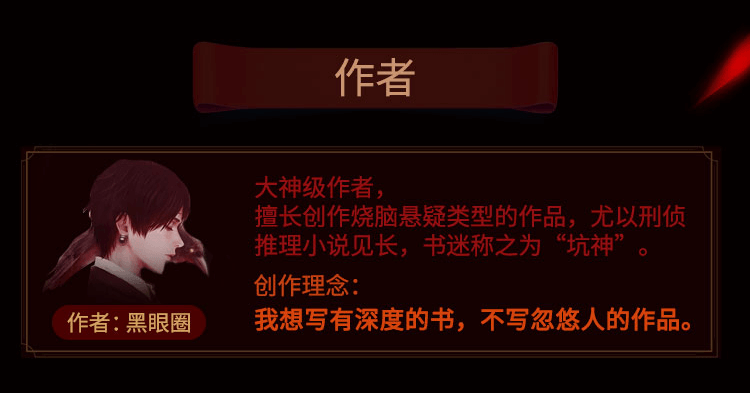 作者
大神级作者，
擅长创作烧脑悬疑类型的作品，尤以刑侦
推理小说见长，书迷称之为“坑神”。
创作理念：
我想写有深度的书，不写忽悠人的作品。
作者：黑眼圈